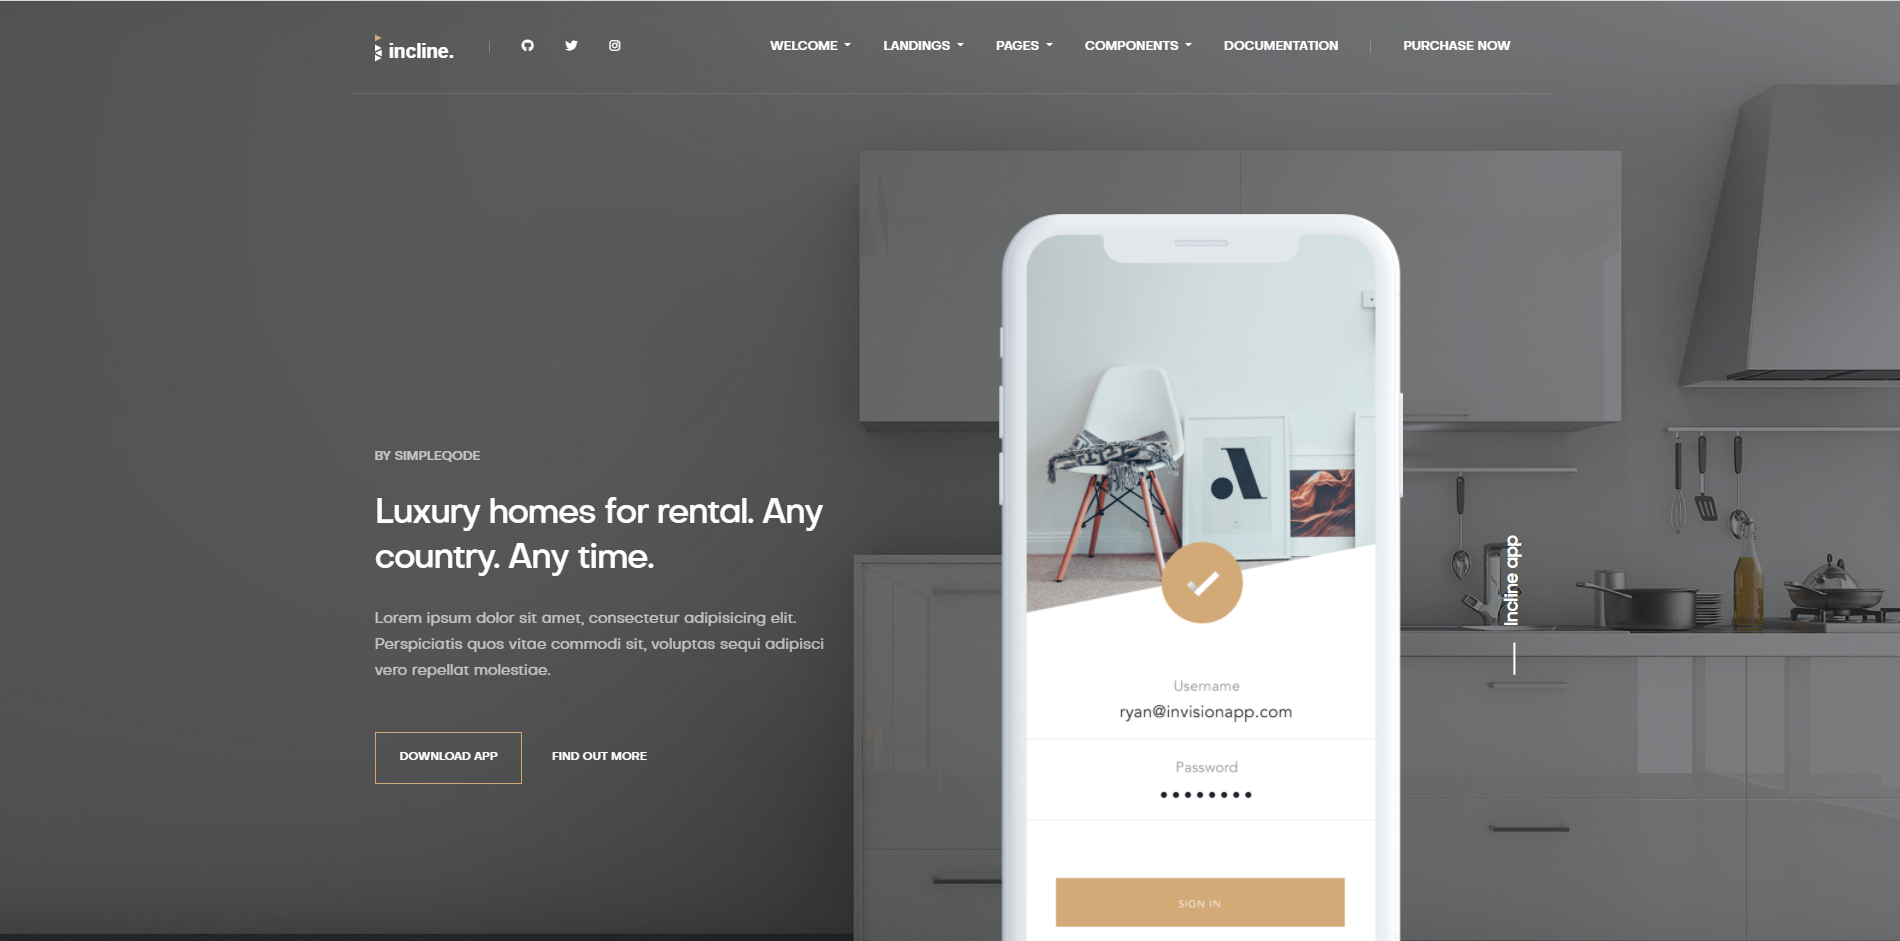 incline.
WELCOME
LANDINGS
PAGES
COMPONENTS
DOCUMENTATION
PURCHASE NOW
BY SIMPLEQODE
Luxury homes for rental. Any
country. Any time.
Lorem ipsum dolor sit amet, consectetur adipisicing elit.
Perspiciatis quos vitae commodi sit, voluptas sequi adipisci
vero repellat molestiae.
DOWNLOAD APP
FIND OUT MORE
Username
ryan@invisionapp.com
Password
SIGN IN
Incline app